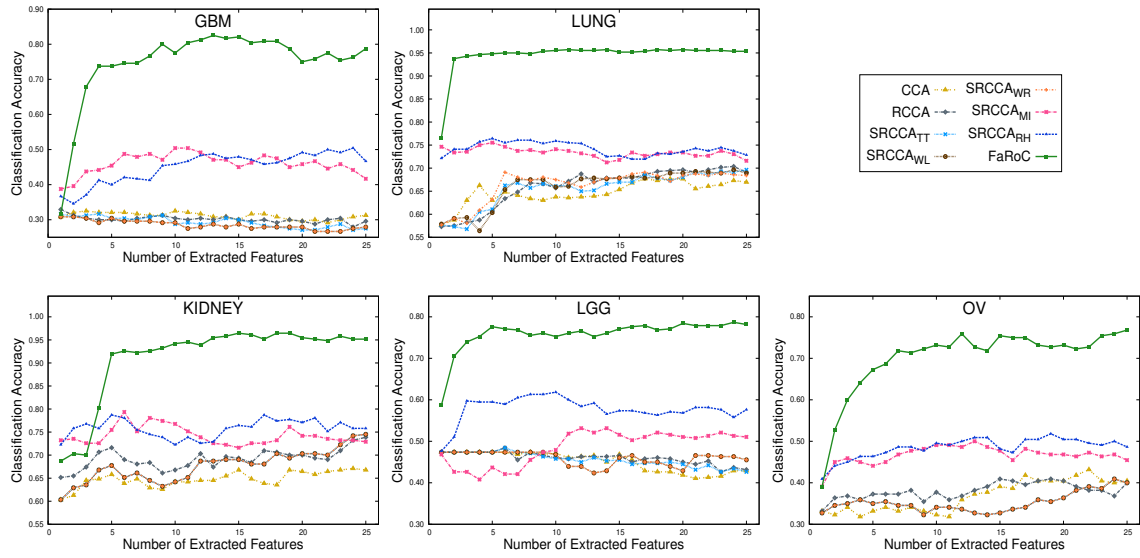 GBM
Classification Accuracy
0.90
0.80
0.70
0.60
0.50
0.40
0.30
0 5 10 15 20 25
Number of Extracted Features
LUNG
Classification Accuracy
1.00
0.95
0.90
0.85
0.80
0.75
0.70
0.65
0.60
0.55
0 5 10 15 20 25
Number of Extracted Features
CCA
RCCA
SRCCA_TT
SRCCA_WL
SRCCA_WR
SRCCA_MI
SRCCA_RH
FaRoC
KIDNEY
Classification Accuracy
1.00
0.95
0.90
0.85
0.80
0.75
0.70
0.65
0.60
0.55
0 5 10 15 20 25
Number of Extracted Features
LGG
Classification Accuracy
0.80
0.70
0.60
0.50
0.40
0.30
0 5 10 15 20 25
Number of Extracted Features
OV
Classification Accuracy
0.80
0.70
0.60
0.50
0.40
0.30
0 5 10 15 20 25
Number of Extracted Features